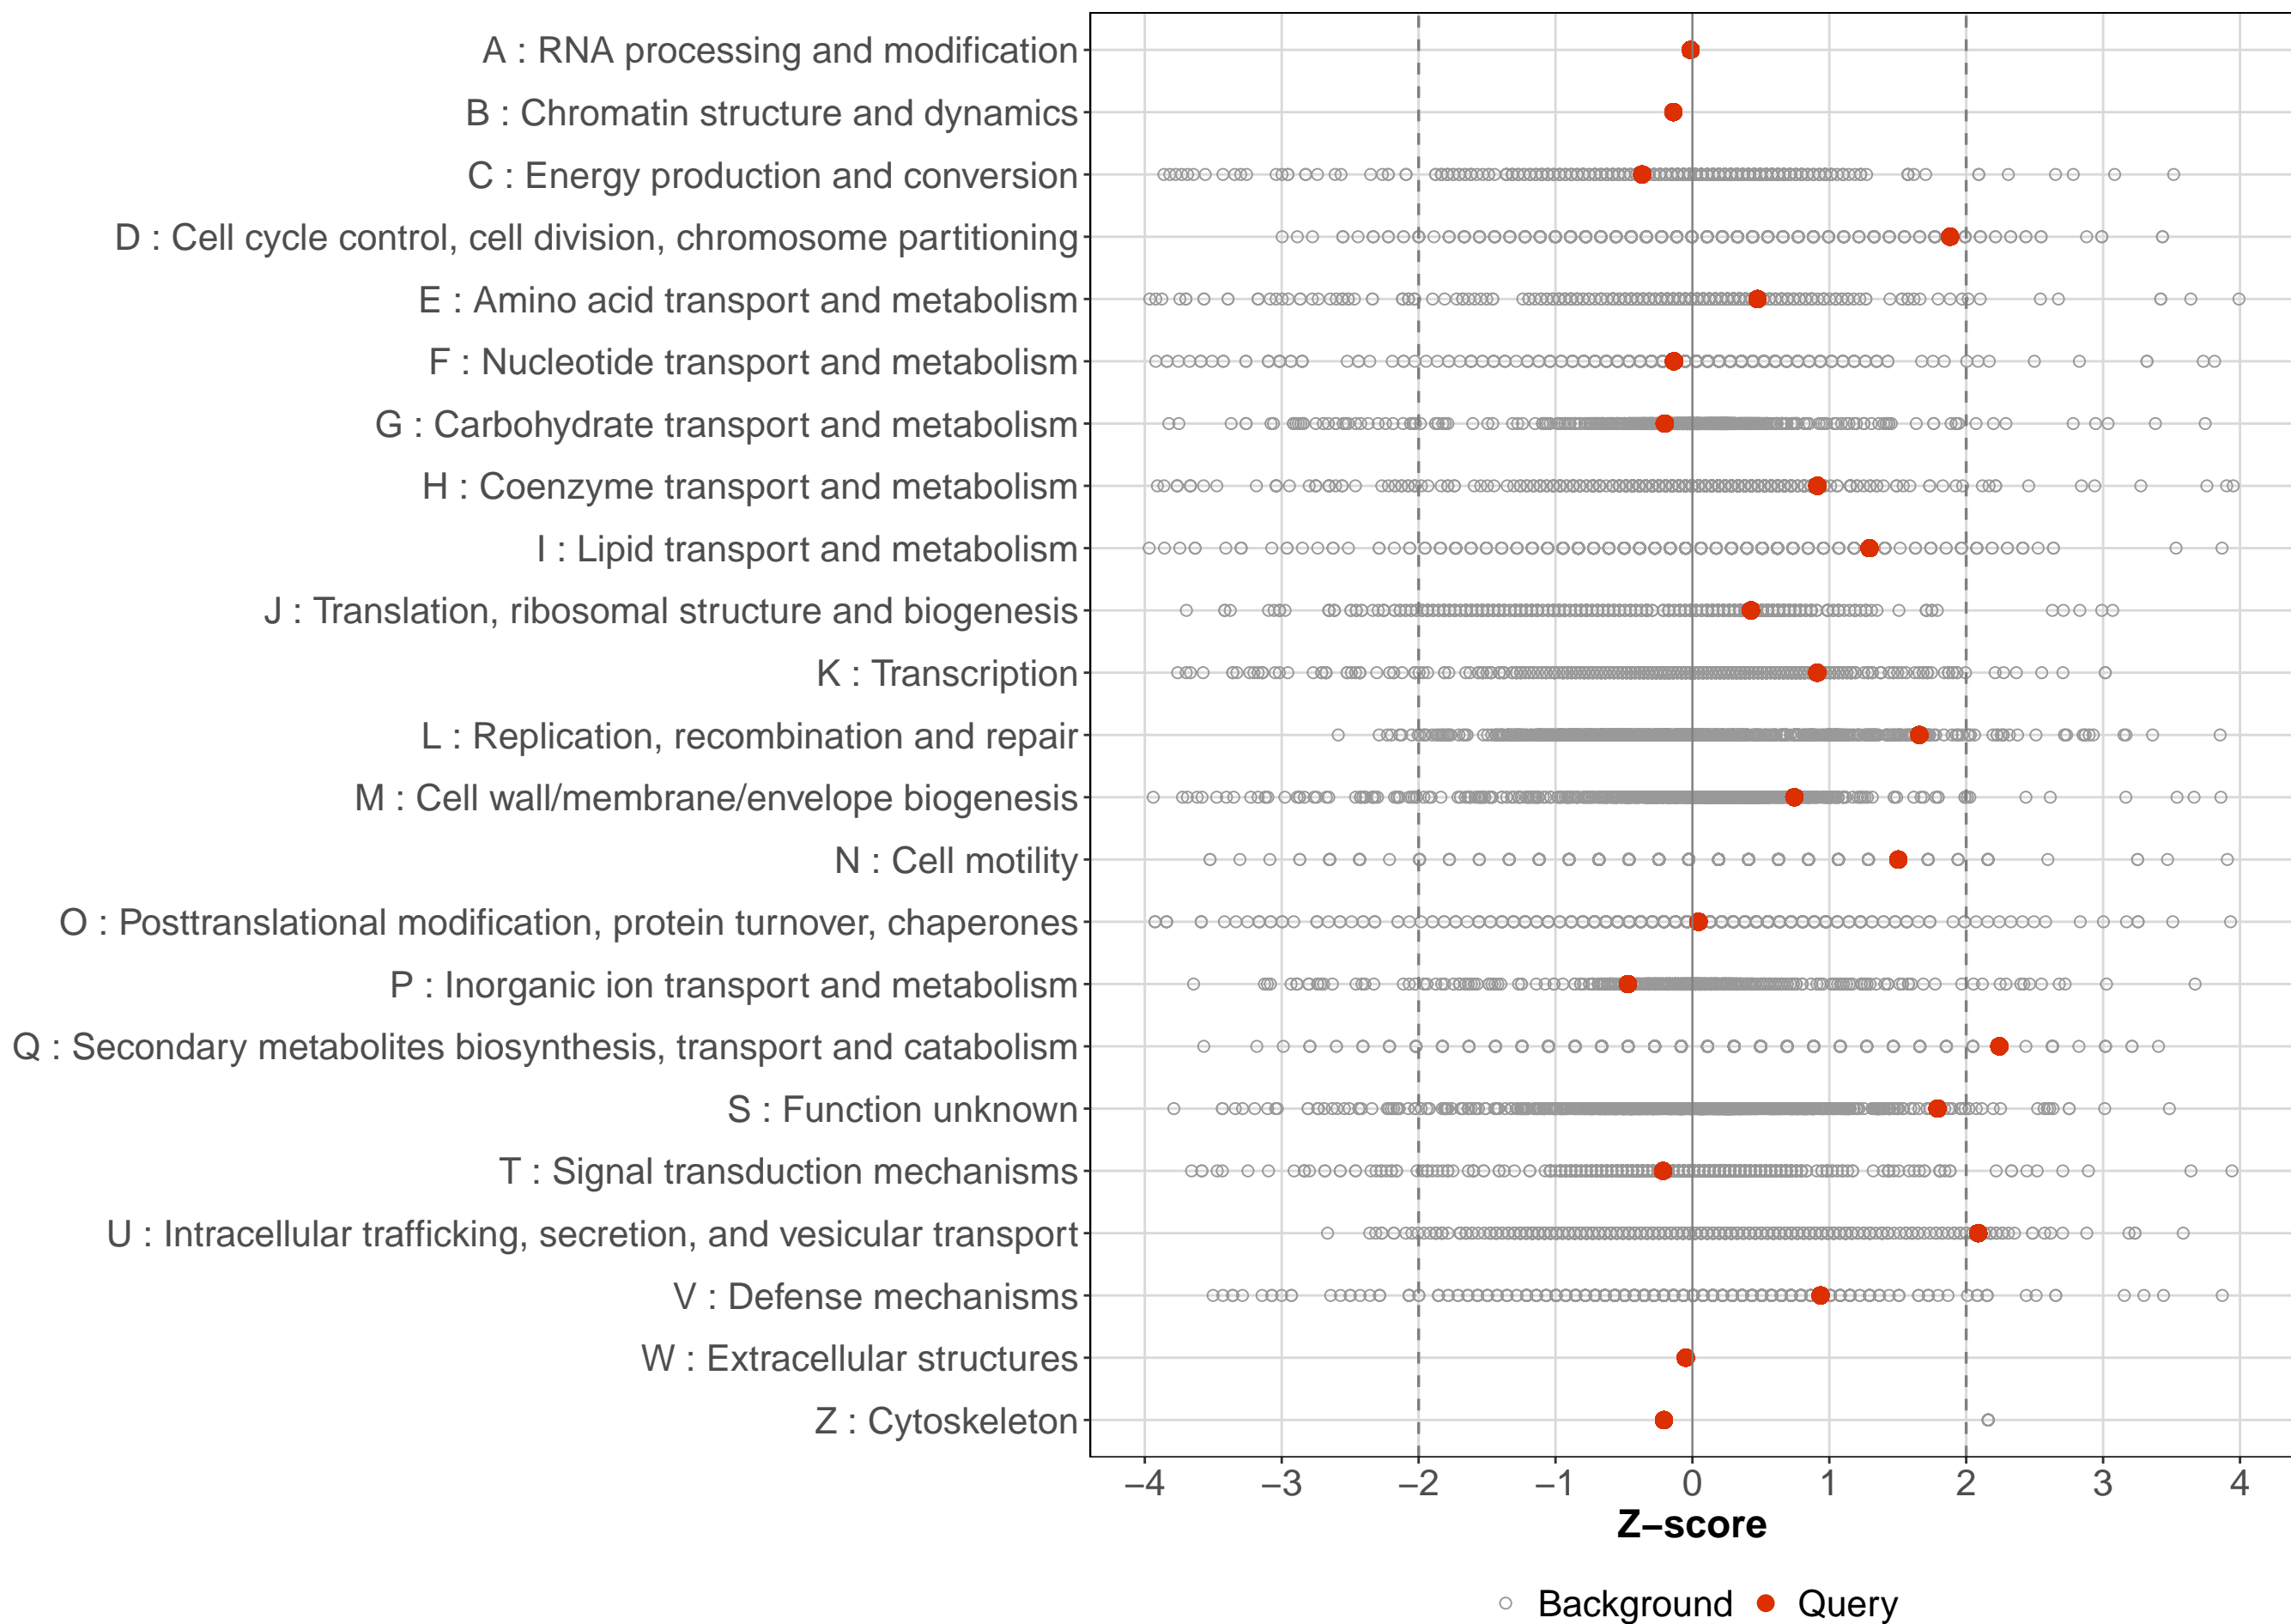 A : RNA processing and modification
B : Chromatin structure and dynamics
C : Energy production and conversion
D : Cell cycle control, cell division, chromosome partitioning
E : Amino acid transport and metabolism
F : Nucleotide transport and metabolism
G : Carbohydrate transport and metabolism
H : Coenzyme transport and metabolism
I : Lipid transport and metabolism
J : Translation, ribosomal structure and biogenesis
K : Transcription
L : Replication, recombination and repair
M : Cell wall/membrane/envelope biogenesis
N : Cell motility
O : Posttranslational modification, protein turnover, chaperones
P : Inorganic ion transport and metabolism
Q : Secondary metabolites biosynthesis, transport and catabolism
S : Function unknown
T : Signal transduction mechanisms
U : Intracellular trafficking, secretion, and vesicular transport
V : Defense mechanisms
W : Extracellular structures
Z : Cytoskeleton
−4 −3 −2 −1 0 1 2 3 4
Z−score
Background Query